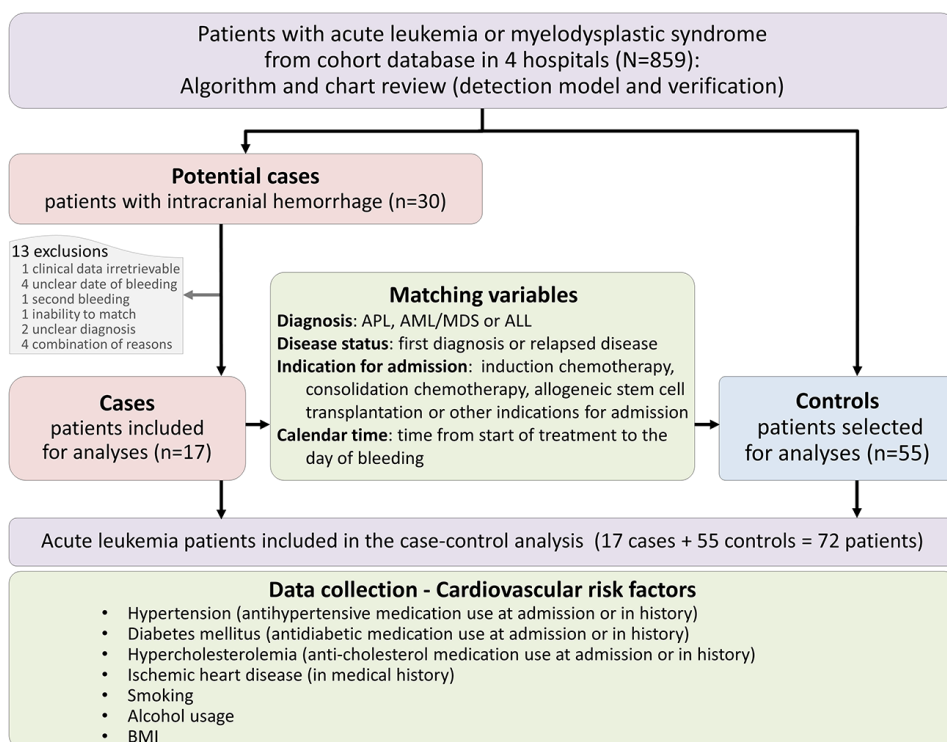 Patients with acute leukemia or myelodysplastic syndrome
from cohort database in 4 hospitals (N=859):
Algorithm and chart review (detection model and verification)
Potential cases
patients with intracranial hemorrhage (n=30)
13 exclusions
1 clinical data irretrievable
4 unclear date of bleeding
1 second bleeding
1 inability to match
2 unclear diagnosis
4 combination of reasons
Matching variables
Diagnosis: APL, AML/MDS or ALL
Disease status: first diagnosis or relapsed disease
Indication for admission: induction chemotherapy,
consolidation chemotherapy, allogeneic stem cell
transplantation or other indications for admission
Calendar time: time from start of treatment to the
day of bleeding
Cases
patients included
for analyses (n=17)
Controls
patients selected
for analyses (n=55)
Acute leukemia patients included in the case-control analysis (17 cases + 55 controls = 72 patients)
Data collection - Cardiovascular risk factors
• Hypertension (antihypertensive medication use at admission or in history)
• Diabetes mellitus (antidiabetic medication use at admission or in history)
• Hypercholesterolemia (anti-cholesterol medication use at admission or in history)
• Ischemic heart disease (in medical history)
• Smoking
• Alcohol usage
• BMI